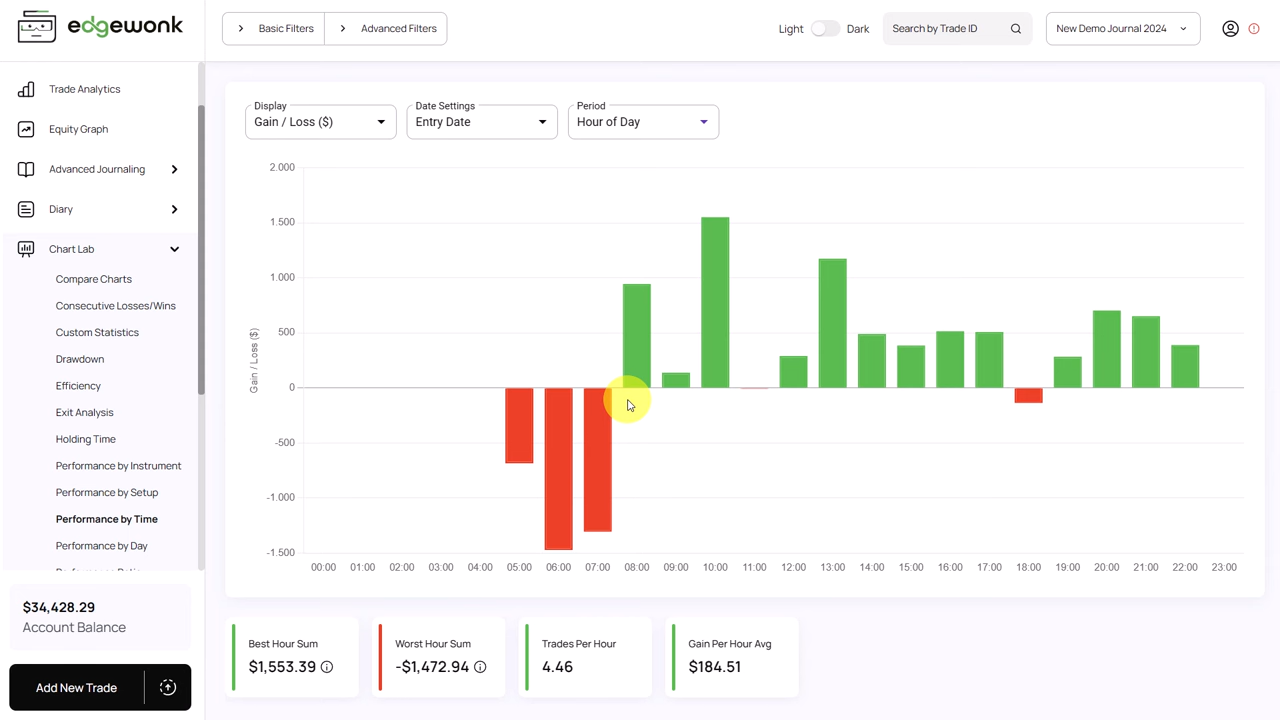 edgewonk
Basic Filters
Advanced Filters
Light
Dark
Search by Trade ID
New Demo Journal 2024
Trade Analytics
Equity Graph
Advanced Journaling
Diary
Chart Lab
Compare Charts
Consecutive Losses/Wins
Custom Statistics
Drawdown
Efficiency
Exit Analysis
Holding Time
Performance by Instrument
Performance by Setup
Performance by Time
Performance by Day
$34,428.29
Account Balance
Add New Trade
Display
Gain / Loss ($)
Date Settings
Entry Date
Period
Hour of Day
Gain / Loss ($)
2.000
1.500
1.000
500
0
-500
-1.000
-1.500
00:00 01:00 02:00 03:00 04:00 05:00 06:00 07:00 08:00 09:00 10:00 11:00 12:00 13:00 14:00 15:00 16:00 17:00 18:00 19:00 20:00 21:00 22:00 23:00
Best Hour Sum
$1,553.39
Worst Hour Sum
-$1,472.94
Trades Per Hour
4.46
Gain Per Hour Avg
$184.51